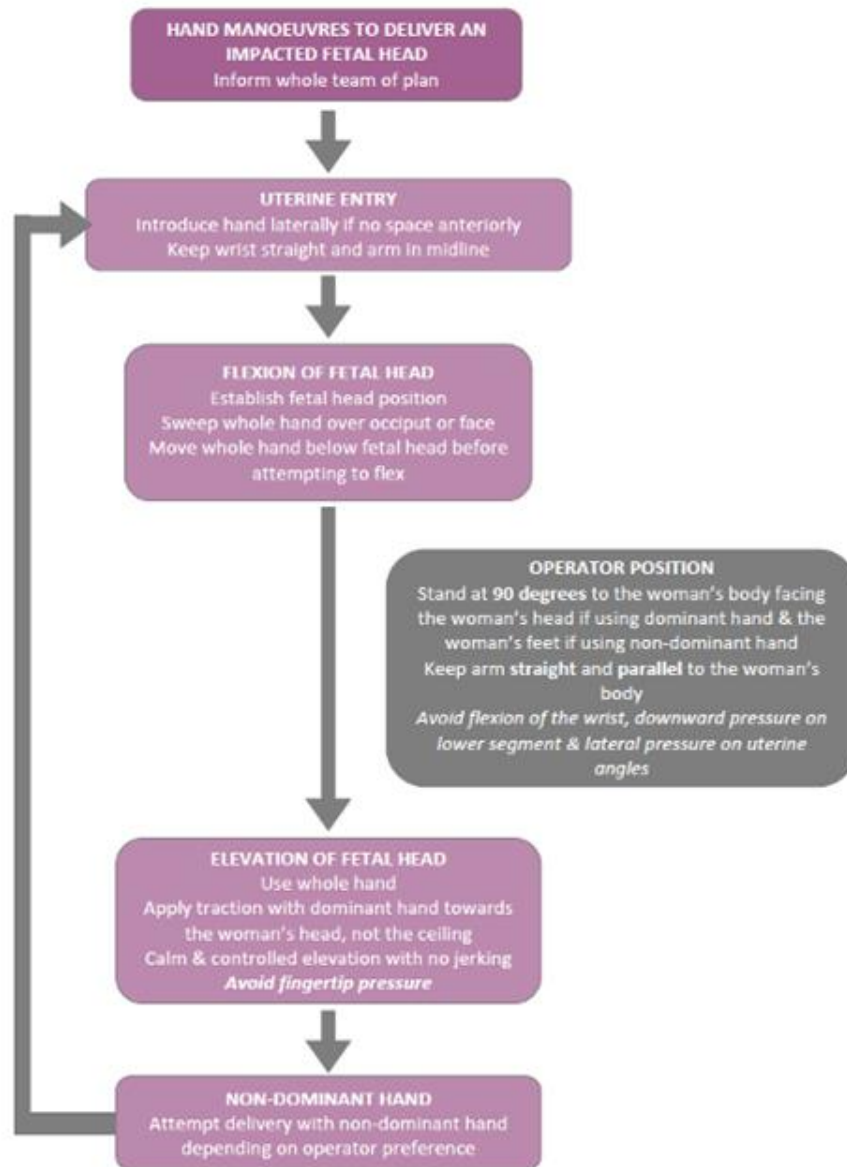 HAND MANOEUVRES TO DELIVER AN
IMPACTED FETAL HEAD
Inform whole team of plan
UTERINE ENTRY
Introduce hand laterally if no space anteriorly
Keep wrist straight and arm in midline
FLEXION OF FETAL HEAD
Establish fetal head position
Sweep whole hand over occiput or face
Move whole hand below fetal head before
attempting to flex
OPERATOR POSITION
Stand at 90 degrees to the woman's body facing
the woman's head if using dominant hand & the
woman's feet if using non-dominant hand
Keep arm straight and parallel to the woman's
body
Avoid flexion of the wrist, downward pressure on
lower segment & lateral pressure on uterine
angles
ELEVATION OF FETAL HEAD
Use whole hand
Apply traction with dominant hand towards
the woman's head, not the ceiling
Calm & controlled elevation with no jerking
Avoid fingertip pressure
NON-DOMINANT HAND
Attempt delivery with non-dominant hand
depending on operator preference